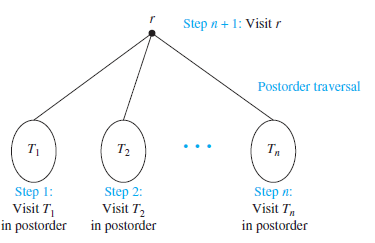 r
Step n + 1: Visit r
Postorder traversal
T₁
T₂
Tₙ
Step 1:
Visit T₁
in postorder
Step 2:
Visit T₂
in postorder
Step n:
Visit Tₙ
in postorder